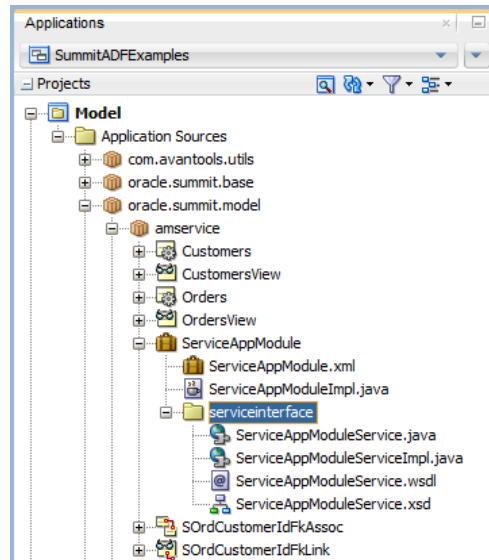 Applications
SummitADFExamples
Projects
Model
Application Sources
com.avantools.utils
oracle.summit.base
oracle.summit.model
amservice
Customers
CustomersView
Orders
OrdersView
ServiceAppModule
ServiceAppModule.xml
ServiceAppModuleImpl.java
serviceinterface
ServiceAppModuleService.java
ServiceAppModuleServiceImpl.java
ServiceAppModuleService.wsdl
ServiceAppModuleService.xsd
SOrdCustomerIdFkAssoc
SOrdCustomerIdFkLink